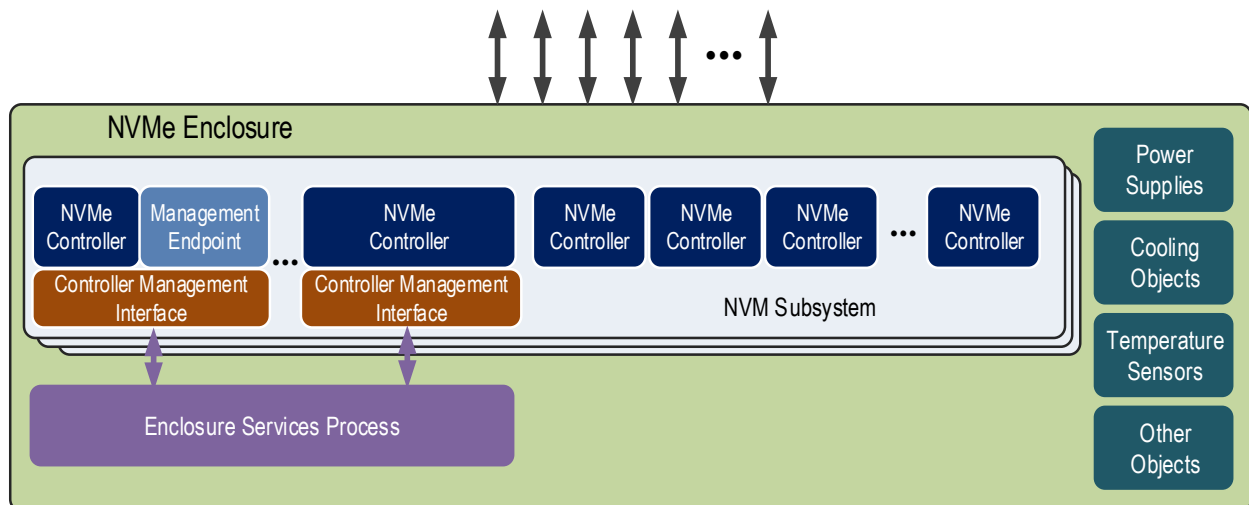 •••
NVMe Enclosure
NVMe
Controller
Management
Endpoint
•••
NVMe
Controller
NVMe
Controller
NVMe
Controller
NVMe
Controller
•••
NVMe
Controller
Controller Management
Interface
Controller Management
Interface
NVM Subsystem
Enclosure Services Process
Power
Supplies
Cooling
Objects
Temperature
Sensors
Other
Objects